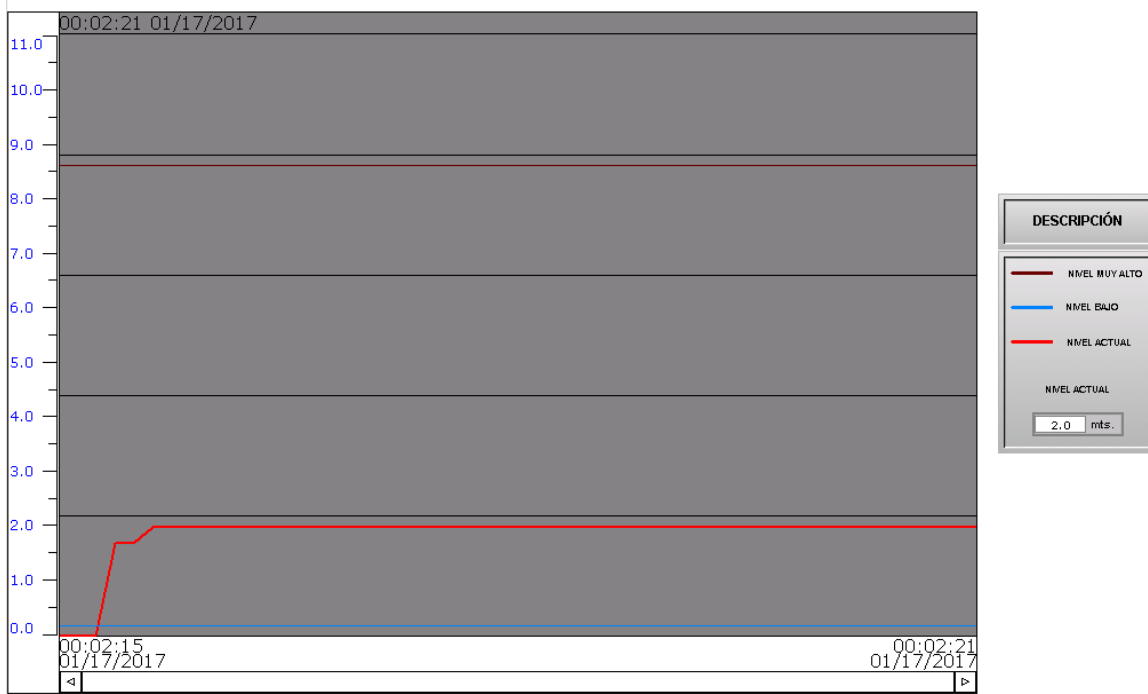 00:02:21 01/17/2017
11.0
10.0
9.0
8.0
7.0
6.0
5.0
4.0
3.0
2.0
1.0
0.0
00:02:15
01/17/2017
00:02:21
01/17/2017
DESCRIPCIÓN
NIVEL MUY ALTO
NIVEL BAJO
NIVEL ACTUAL
NIVEL ACTUAL
2.0 mts.